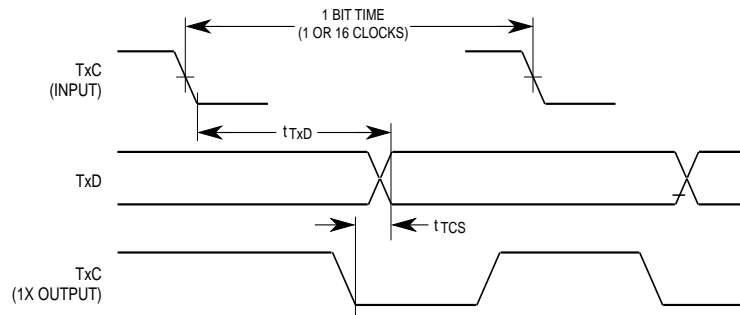 1 BIT TIME
(1 OR 16 CLOCKS)
TxC
(INPUT)
tTxD
TxD
tTCS
TxC
(1X OUTPUT)